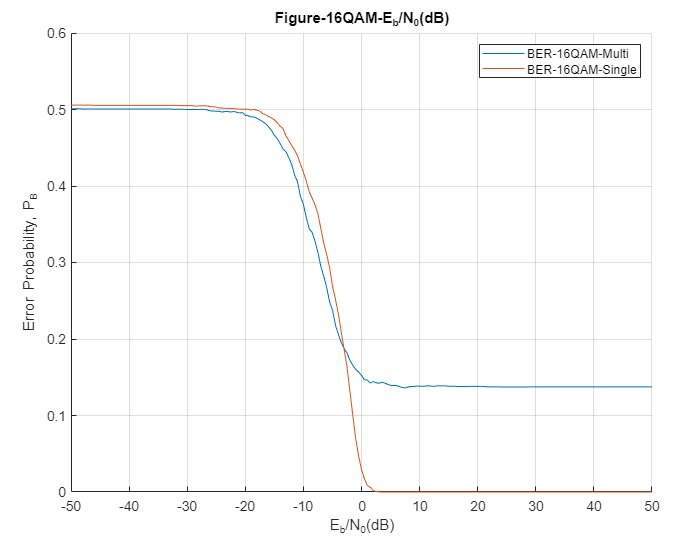 Figure-16QAM-Eb/N0(dB)
BER-16QAM-Multi
BER-16QAM-Single
0.6
0.5
0.4
0.3
0.2
0.1
0
Error Probability, PB
-50 -40 -30 -20 -10 0 10 20 30 40 50
Eb/N0(dB)